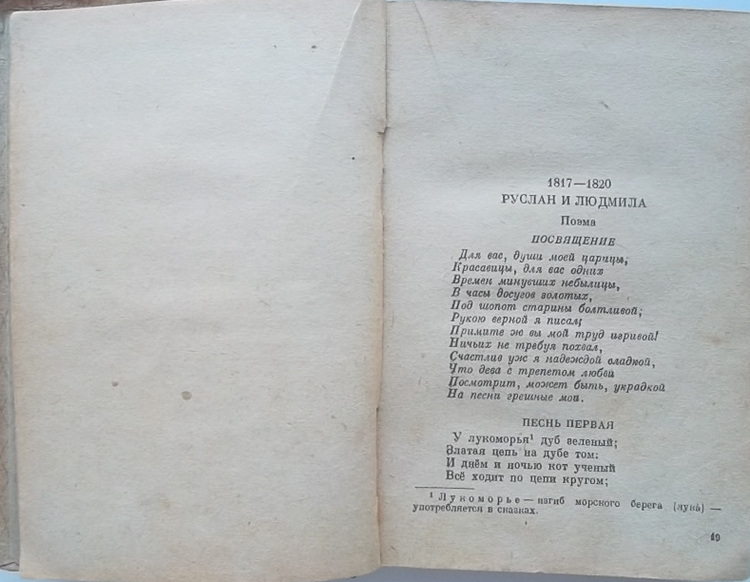 1817—1820
РУСЛАН И ЛЮДМИЛА
Поэма
ПОСВЯЩЕНИЕ
Для вас, души моей царицы,
Красавицы, для вас одних
Времен минувших небылицы,
В часы досугов золотых,
Под шопот старины болтливой,
Рукою верной я писал;
Примите ж вы мой труд игривой!
Ничьих не требуя похвал,
Счастлив уж я надеждой сладкой,
Что дева с трепетом любви
Посмотрит, может быть, украдкой
На песни грешные мои.
ПЕСНЬ ПЕРВАЯ
У лукоморья¹ дуб зеленый;
Златая цепь на дубе том:
И днём и ночью кот ученый
Всё ходит по цепи кругом;
¹ Лукоморье — изгиб морского берега (лука) —
употребляется в сказках.
19